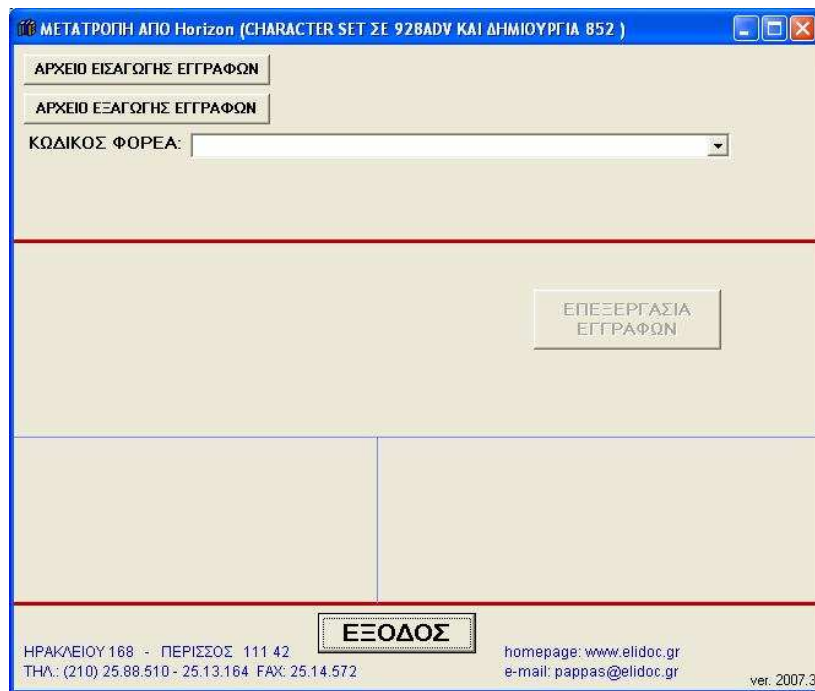 ΜΕΤΑΤΡΟΠΗ ΑΠΟ Horizon (CHARACTER SET ΣΕ 928ADV ΚΑΙ ΔΗΜΙΟΥΡΓΙΑ 852 )
ΑΡΧΕΙΟ ΕΙΣΑΓΩΓΗΣ ΕΓΓΡΑΦΩΝ
ΑΡΧΕΙΟ ΕΞΑΓΩΓΗΣ ΕΓΓΡΑΦΩΝ
ΚΩΔΙΚΟΣ ΦΟΡΕΑ:
ΕΠΕΞΕΡΓΑΣΙΑ
ΕΓΓΡΑΦΩΝ
ΕΞΟΔΟΣ
ΗΡΑΚΛΕΙΟΥ 168 - ΠΕΡΙΣΣΟΣ 111 42
ΤΗΛ.: (210) 25.88.510 - 25.13.164 FAX: 25.14.572
homepage: www.elidoc.gr
e-mail: pappas@elidoc.gr
ver. 2007.3